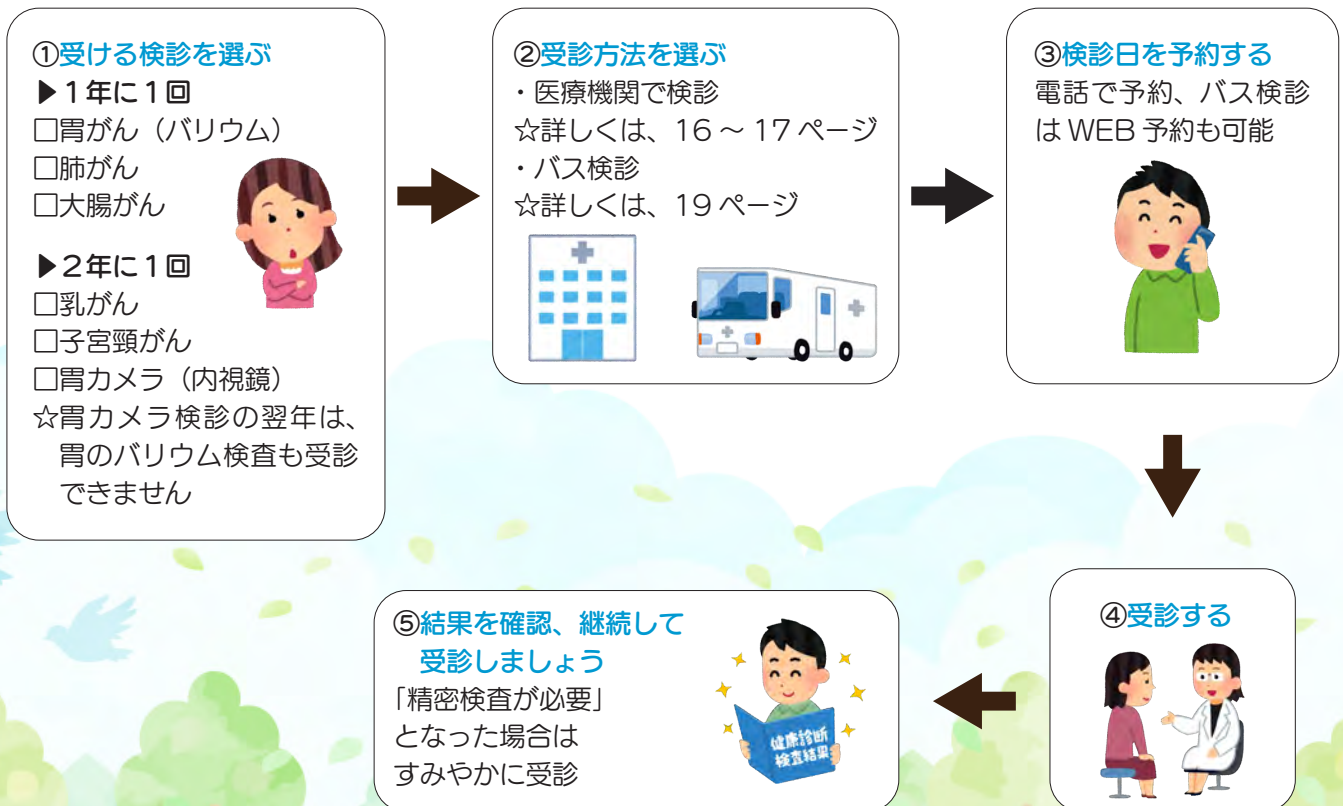 ①受ける検診を選ぶ
▶1年に1回
□胃がん（バリウム）
□肺がん
□大腸がん
▶2年に1回
□乳がん
□子宮頸がん
□胃カメラ（内視鏡）
☆胃カメラ検診の翌年は、
胃のバリウム検査も受診
できません
②受診方法を選ぶ
・医療機関で検診
☆詳しくは、16～17ページ
・バス検診
☆詳しくは、19ページ
③検診日を予約する
電話で予約、バス検診
はWEB予約も可能
④受診する
⑤結果を確認、継続して
受診しましょう
「精密検査が必要」
となった場合は
すみやかに受診
健康診断
検査結果